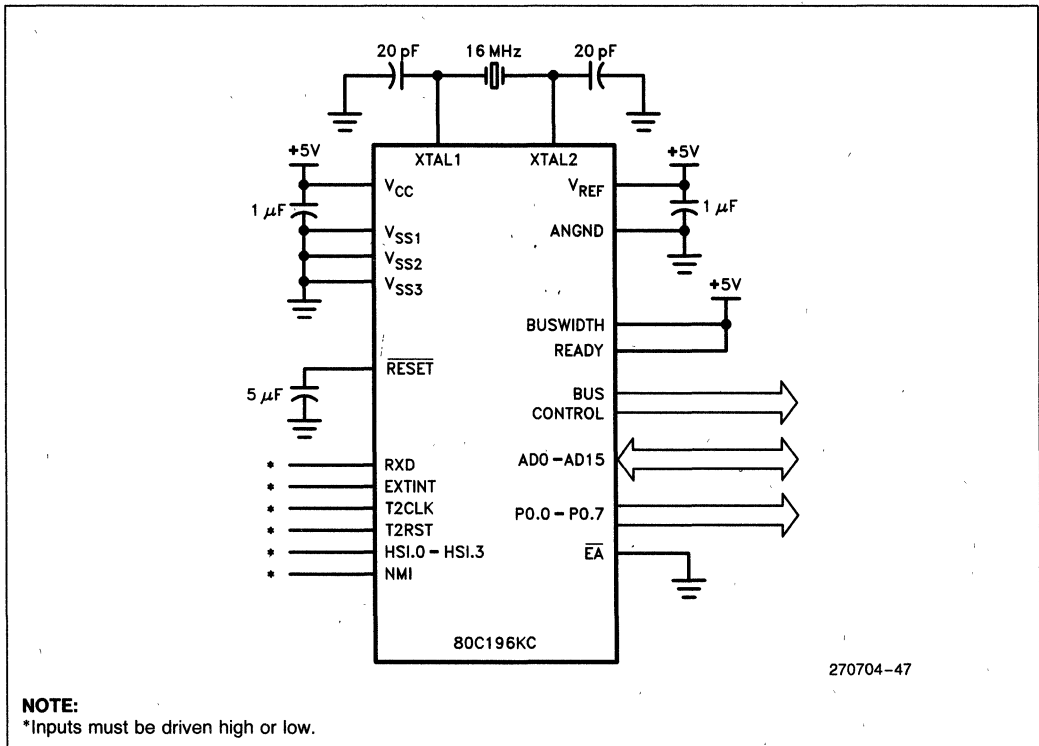 20 pF 16 MHz 20 pF
XTAL1 XTAL2
+5V +5V
VCC VREF
1 μF 1 μF
VSS1 ANGND
VSS2
VSS3
+5V
BUSWIDTH
READY
RESET
5 μF BUS
CONTROL
* RXD AD0–AD15
* EXTINT
* T2CLK P0.0–P0.7
* T2RST
* HSI.0–HSI.3 EA
* NMI
80C196KC
270704–47
NOTE:
*Inputs must be driven high or low.